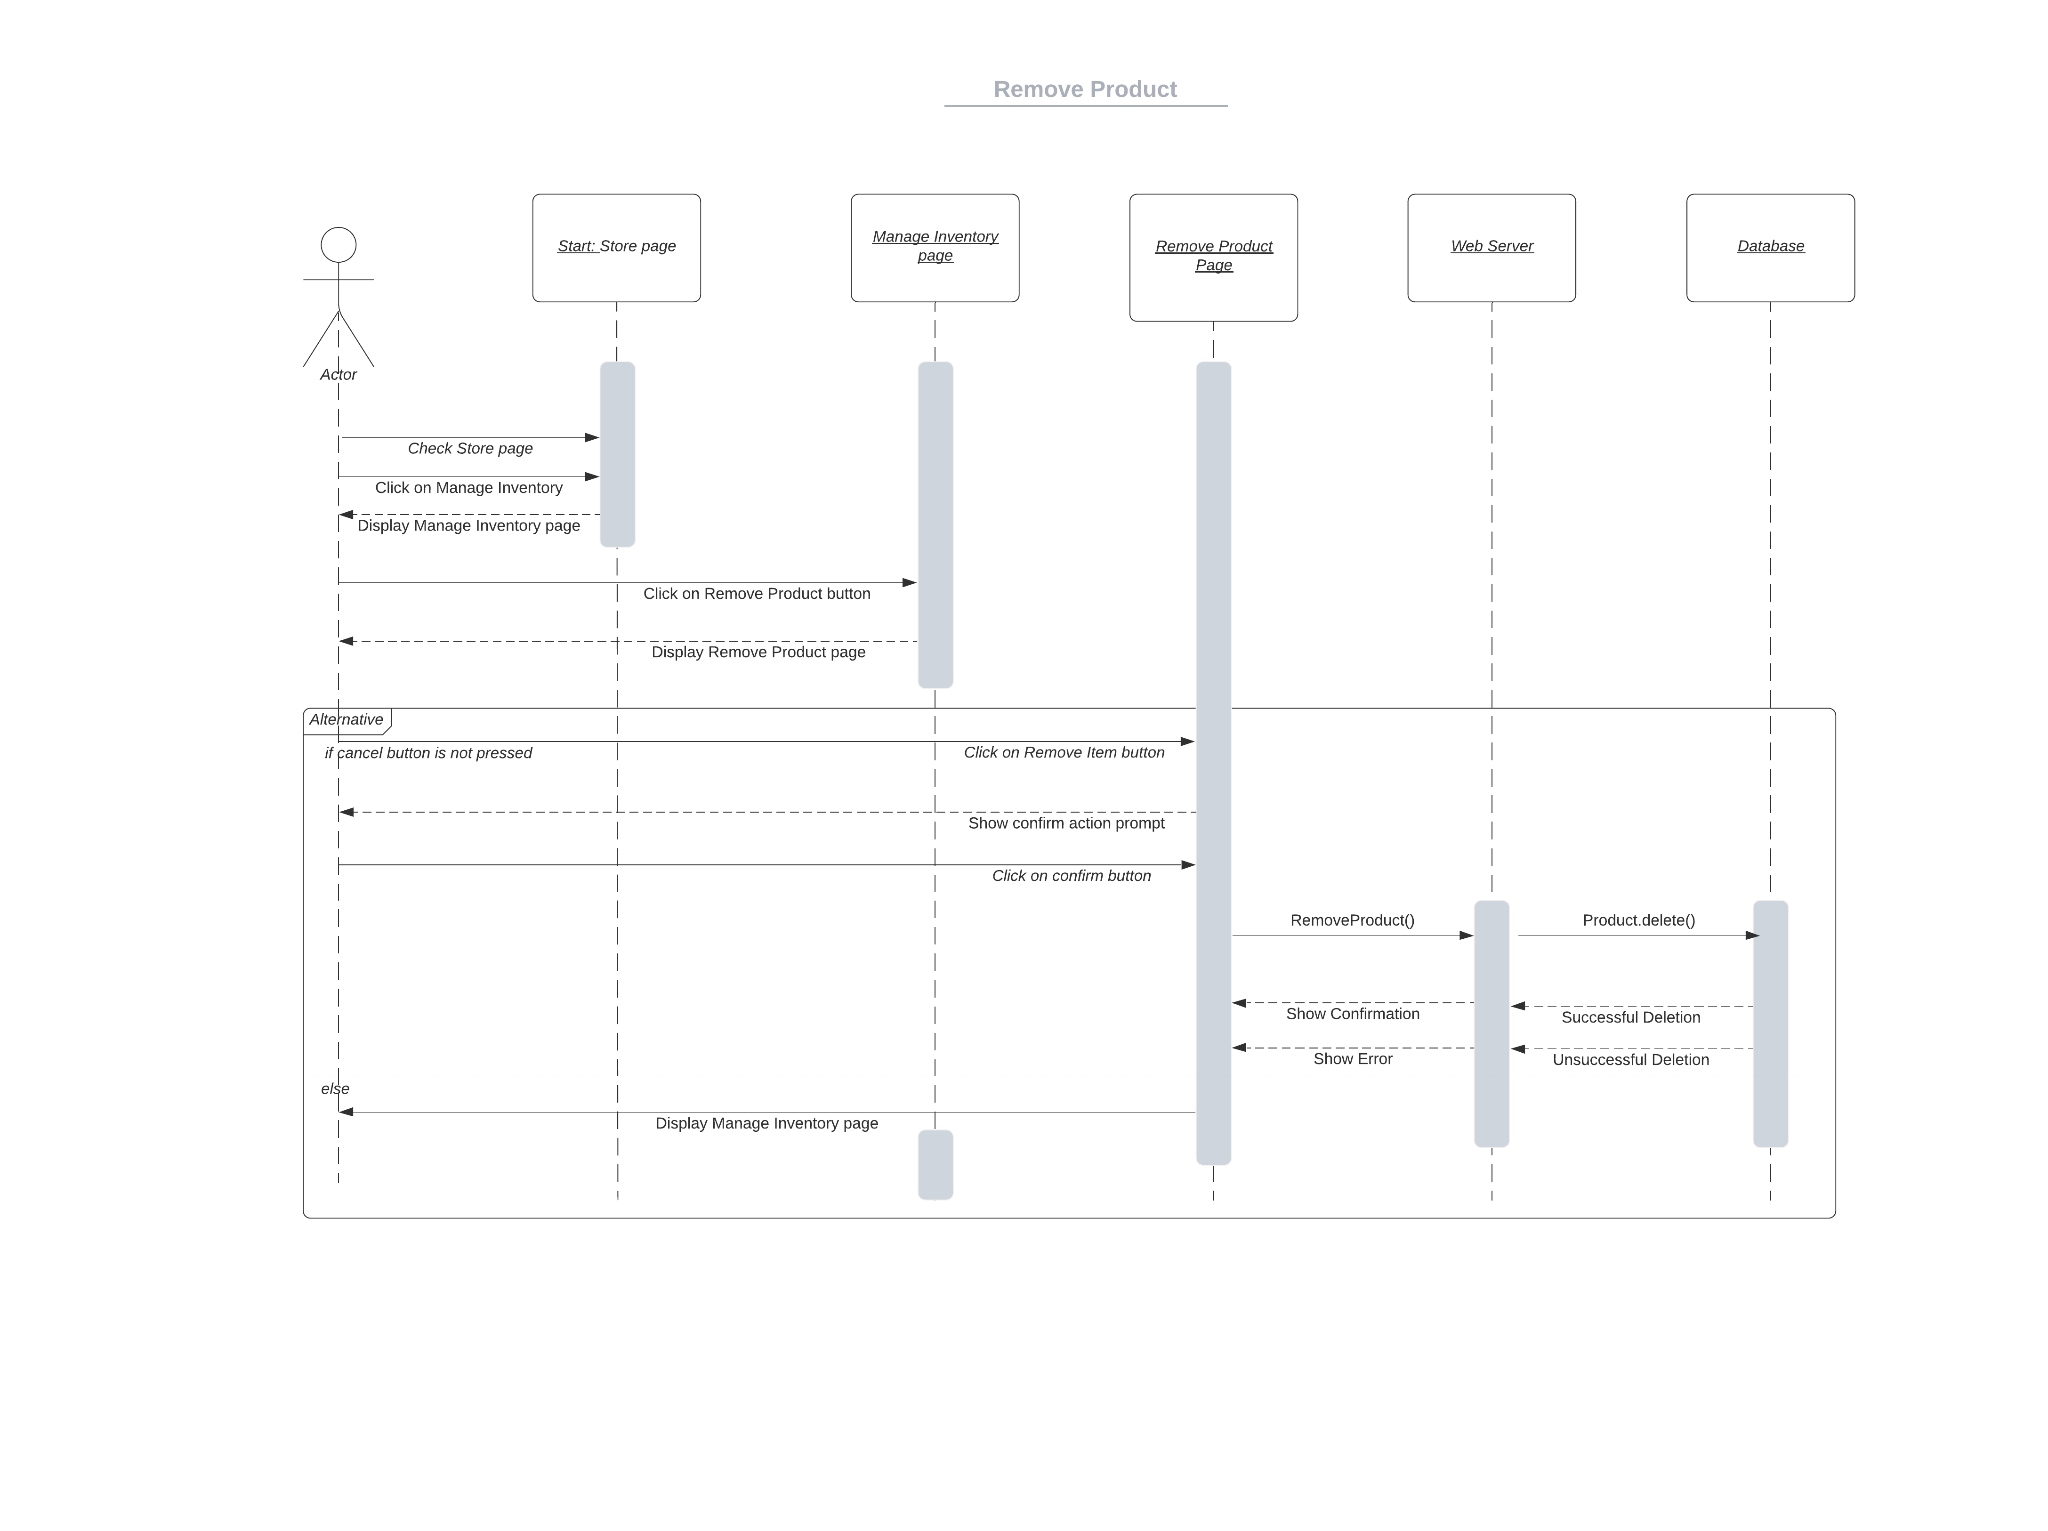 Remove Product
Start: Store page
Manage Inventory
page
Remove Product
Page
Web Server
Database
Actor
Check Store page
Click on Manage Inventory
Display Manage Inventory page
Click on Remove Product button
Display Remove Product page
Alternative
if cancel button is not pressed
Click on Remove Item button
Show confirm action prompt
Click on confirm button
RemoveProduct()
Product.delete()
Show Confirmation
Successful Deletion
Show Error
Unsuccessful Deletion
else
Display Manage Inventory page